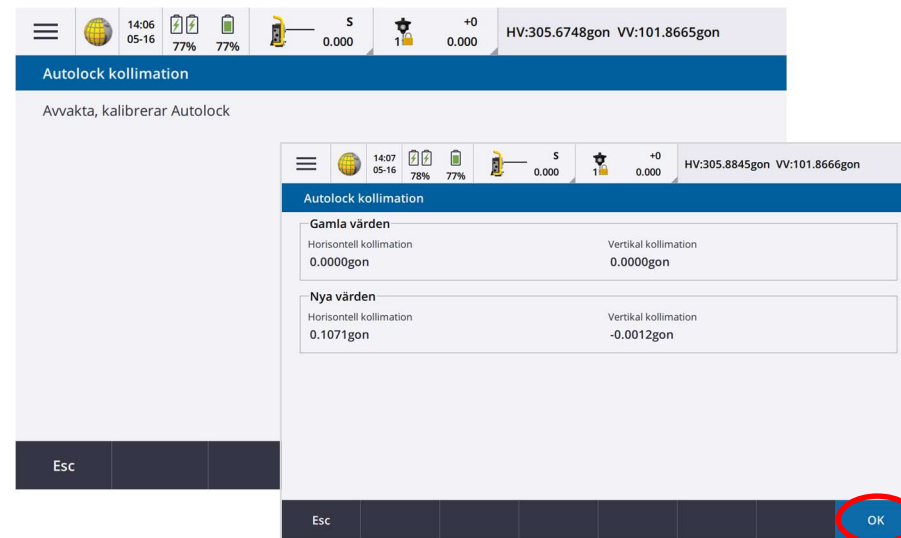 14:06
05-16
77%
77%
S
0.000
1
+0
0.000
HV:305.6748gon VV:101.8665gon
Autolock kollimation
Avvakta, kalibrerar Autolock
Esc
14:07
05-16
78%
77%
S
0.000
1
+0
0.000
HV:305.8845gon VV:101.8666gon
Autolock kollimation
Gamla värden
Horisontell kollimation
Vertikal kollimation
0.0000gon
0.0000gon
Nya värden
Horisontell kollimation
Vertikal kollimation
0.1071gon
-0.0012gon
Esc
OK